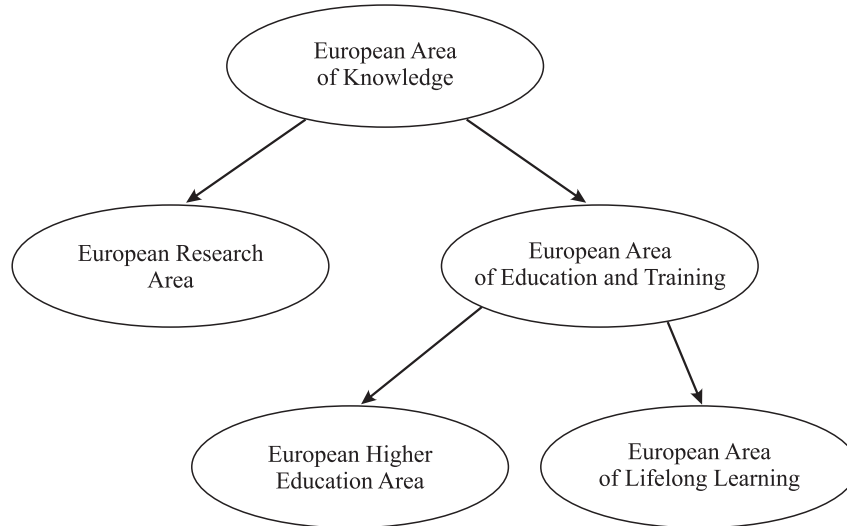 European Area
of Knowledge
European Research
Area
European Area
of Education and Training
European Higher
Education Area
European Area
of Lifelong Learning